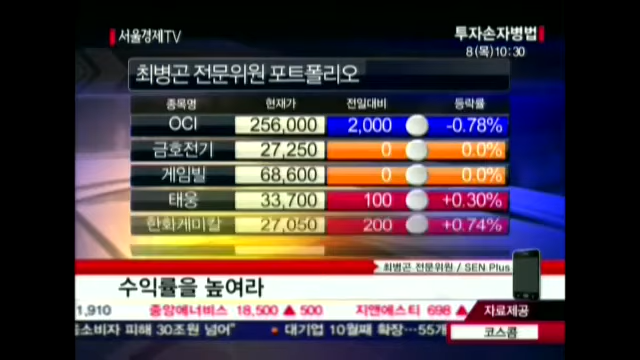 서울경제TV
투자손자병법
8(목)10:30
최병곤 전문위원 포트폴리오
종목명 현재가 전일대비 등락률
OCI 256,000 2,000 -0.78%
금호전기 27,250 0 0.0%
게임빌 68,600 0 0.0%
태웅 33,700 100 +0.30%
한화케미칼 27,050 200 +0.74%
최병곤 전문위원 / SEN Plus
수익률을 높여라
1,910 중앙에너비스 18,500 ▲ 500 지앤에스티 698 ▲ 자료제공
소비자 피해 30조원 넘어" • 대기업 10월째 확장…55개 코스콤